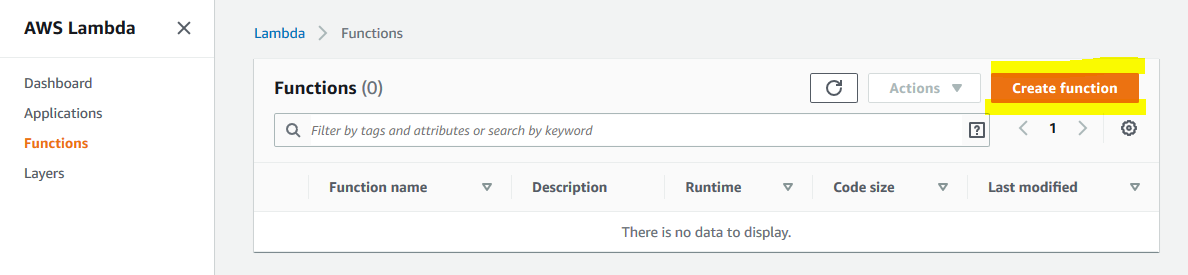 AWS Lambda
Dashboard
Applications
Functions
Layers
Lambda Functions
Functions (0) Actions Create function
Filter by tags and attributes or search by keyword ? 1
Function name Description Runtime Code size Last modified
There is no data to display.